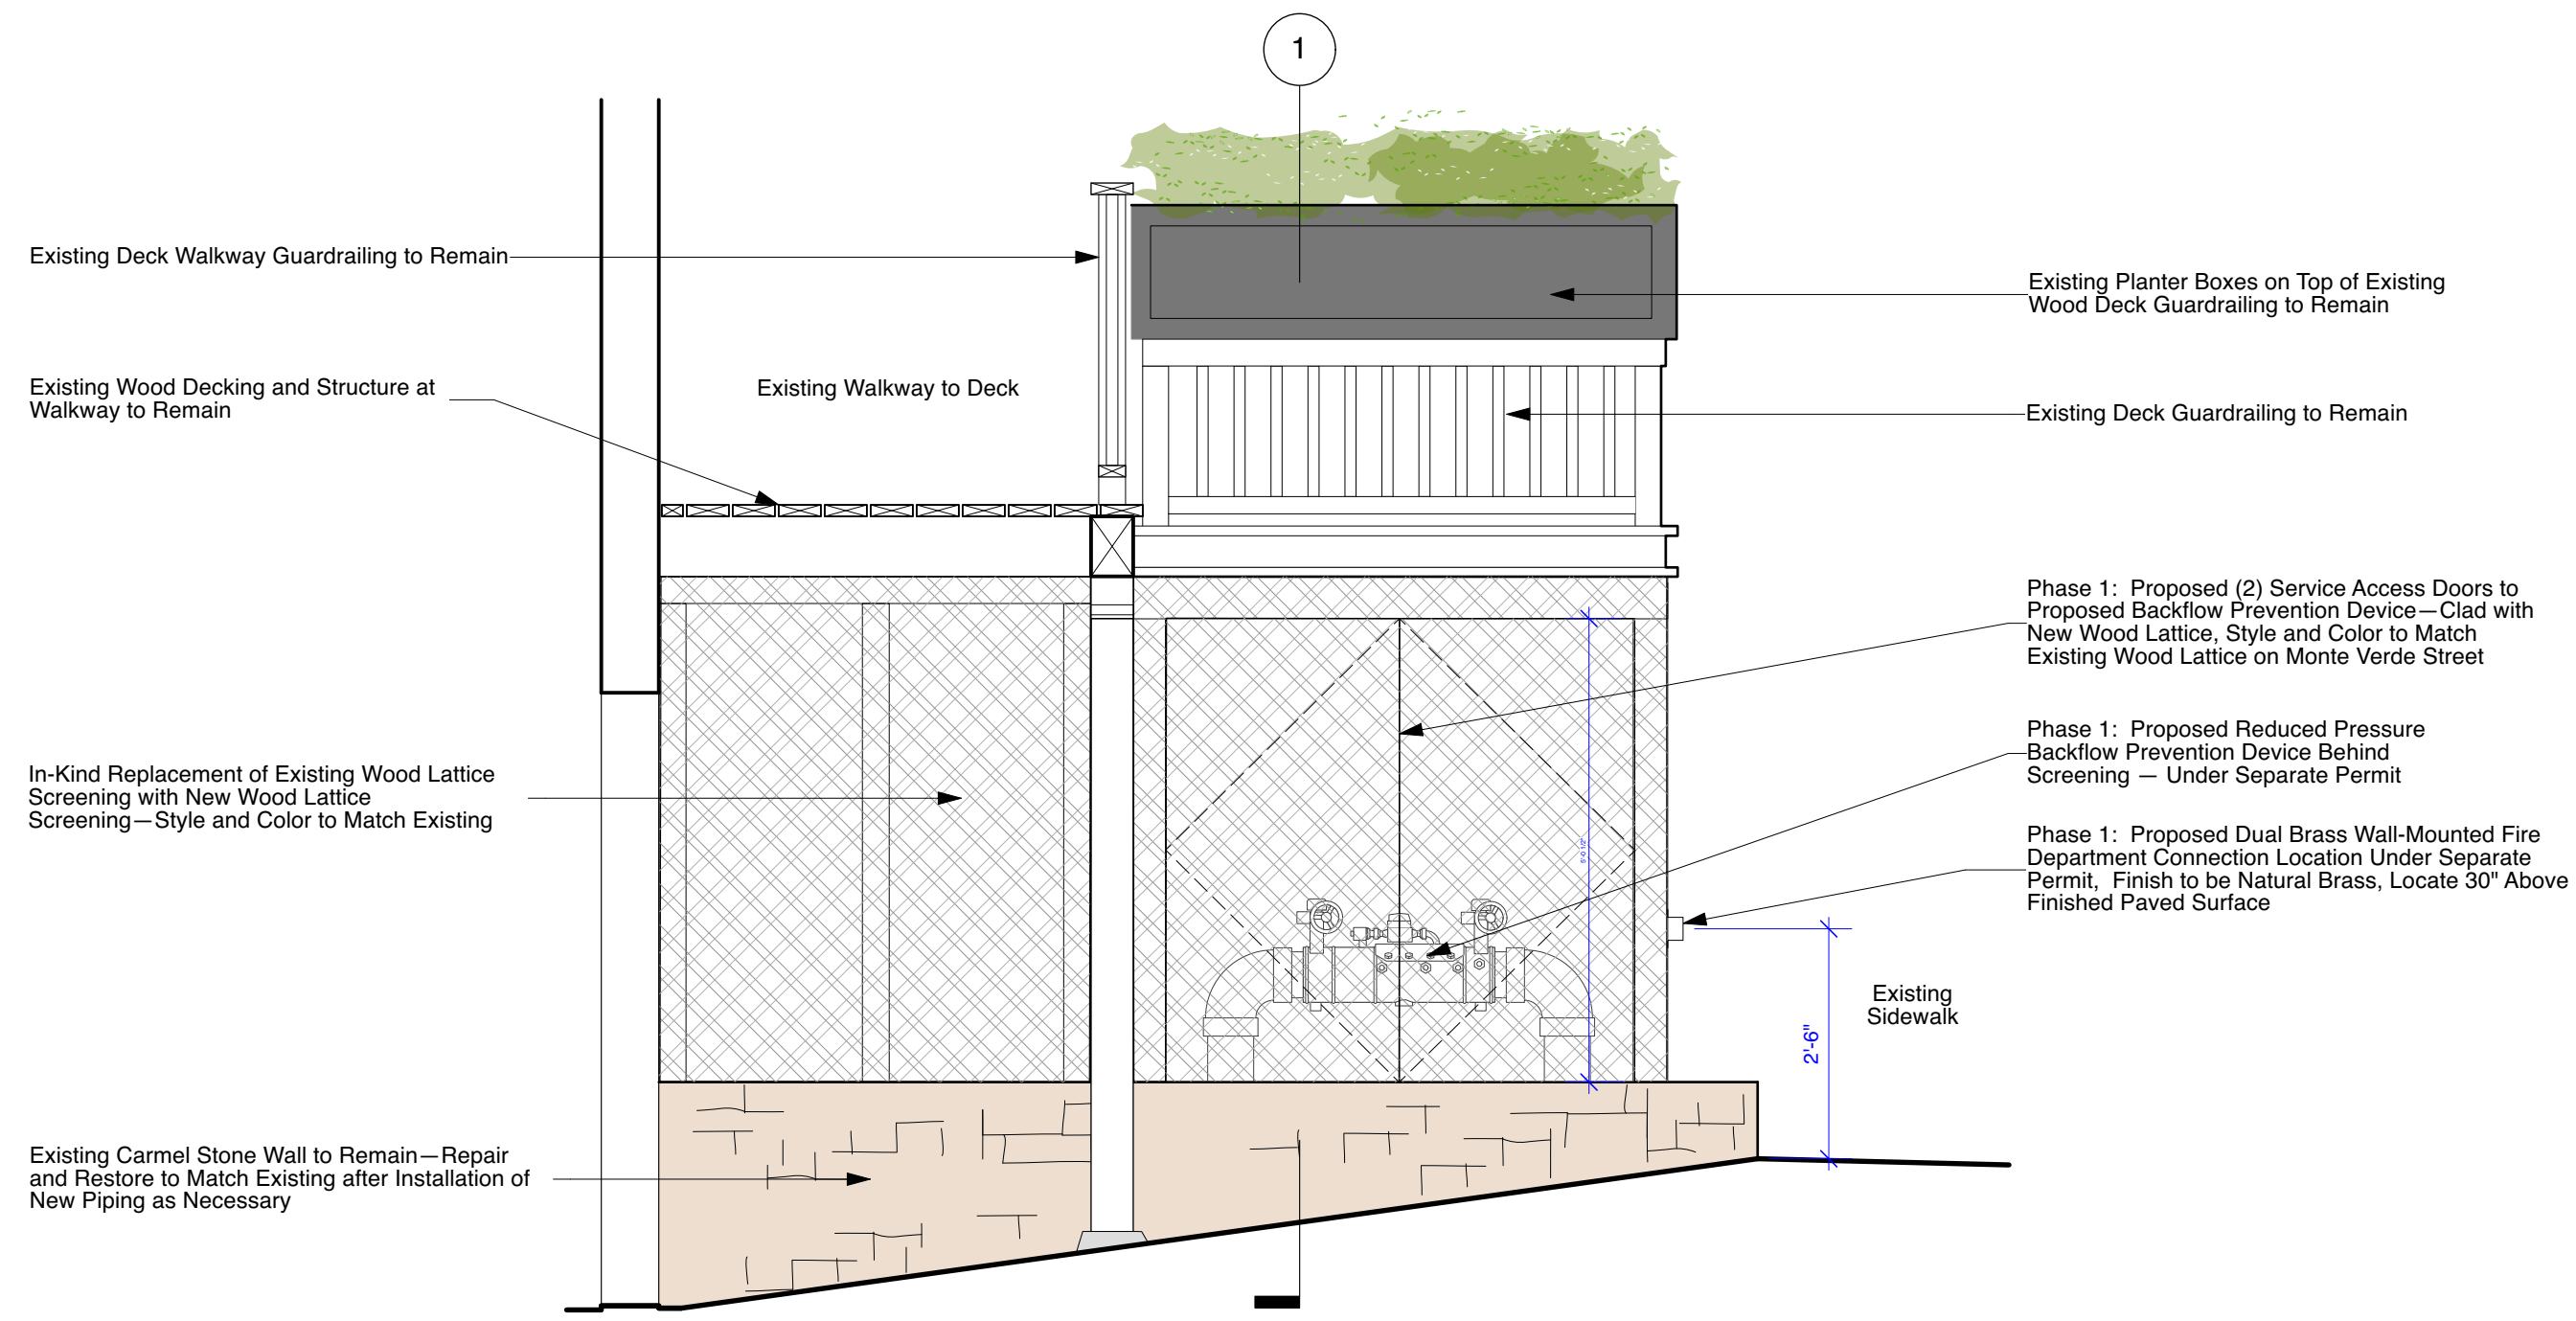 1
Existing Deck Walkway Guardrailing to Remain
Existing Wood Decking and Structure at
Walkway to Remain
Existing Walkway to Deck
In-Kind Replacement of Existing Wood Lattice
Screening with New Wood Lattice
Screening—Style and Color to Match Existing
Existing Carmel Stone Wall to Remain—Repair
and Restore to Match Existing after Installation of
New Piping as Necessary
Existing Planter Boxes on Top of Existing
Wood Deck Guardrailing to Remain
Existing Deck Guardrailing to Remain
Phase 1: Proposed (2) Service Access Doors to
Proposed Backflow Prevention Device—Clad with
New Wood Lattice, Style and Color to Match
Existing Wood Lattice on Monte Verde Street
Phase 1: Proposed Reduced Pressure
Backflow Prevention Device Behind
Screening — Under Separate Permit
Phase 1: Proposed Dual Brass Wall-Mounted Fire
Department Connection Location Under Separate
Permit, Finish to be Natural Brass, Locate 30" Above
Finished Paved Surface
Existing
Sidewalk
2'-6"